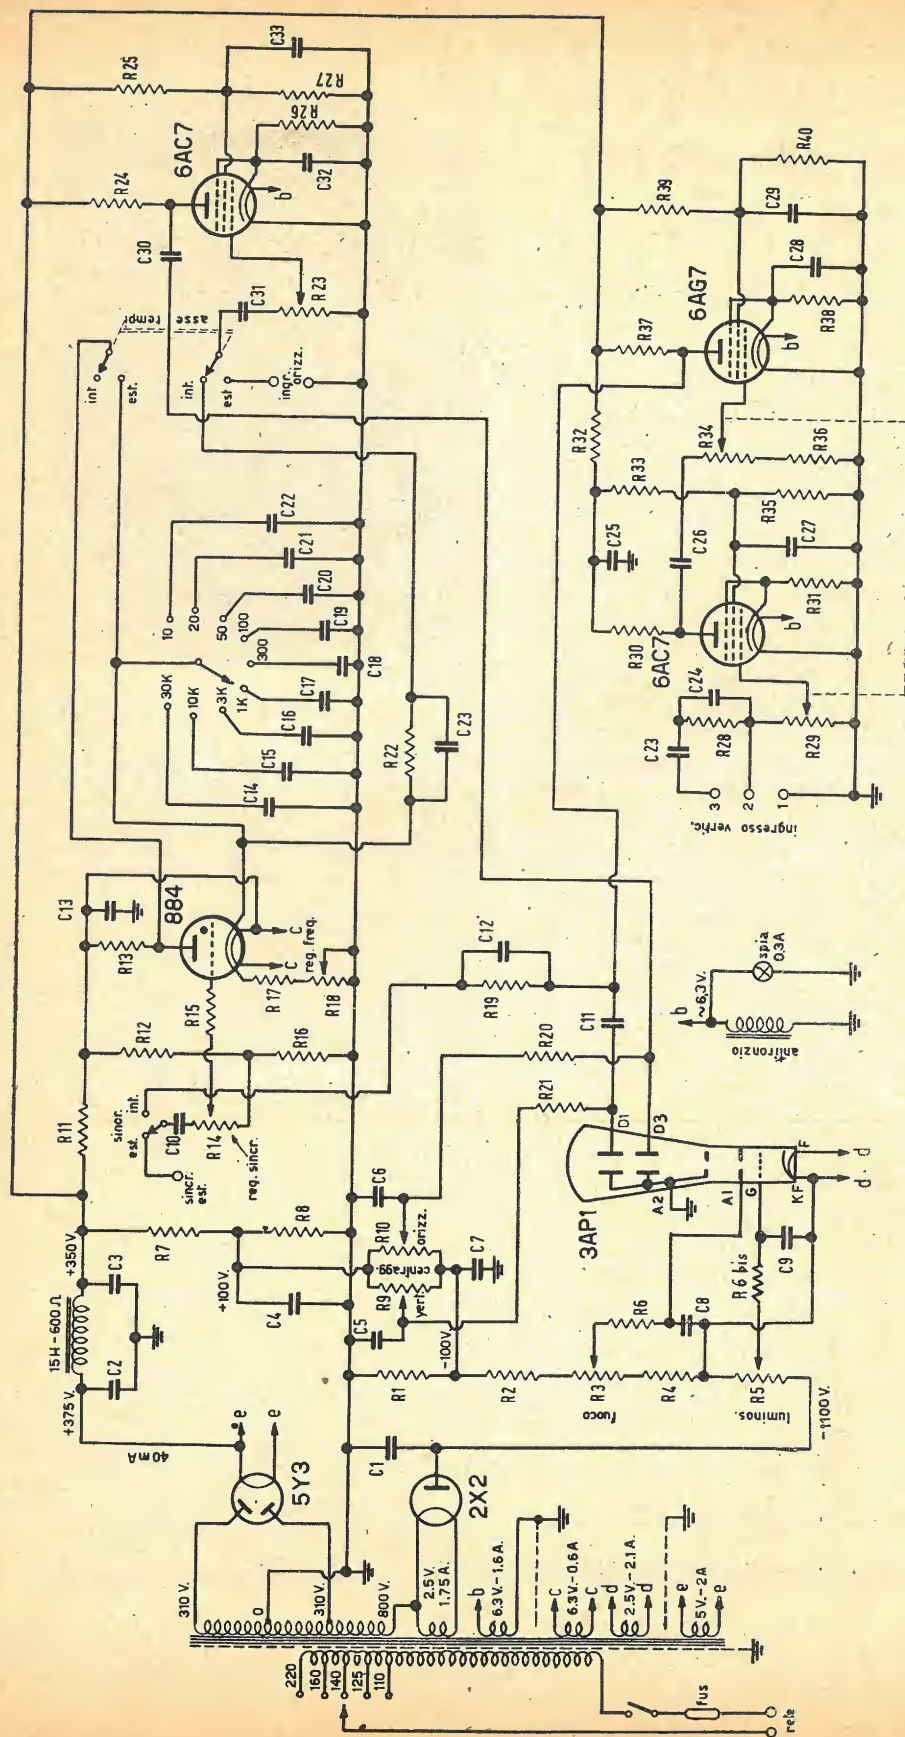 R25
C33
R27
R26
R24
6AC7
C32
b
C30
C31
R23
asse tempi
int
est.
int.
est
ingr. orizz.
10
20
50
100
300
1K
3K
10K
30K
C22
C21
C20
C19
C18
C17
C16
C15
C14
R22
C23
C13
884
R13
R15
C
C
reg. freq.
R17
R18
R12
R16
R11
sincr.
est.
int.
C10
R14
reg. sincr.
sincr. est.
R19
C12
C11
R20
R21
+350V.
15H-600Ω
C3
C2
+375V.
R7
R8
+100V.
C4
C5
C6
R10
orizz.
centragg.
R9
vert.
C7
-100V.
R1
R2
R3
fuoco
R4
R5
luminos.
-1100V.
R6
C8
R6 bis
C9
3AP1
D1
D3
A2
A1
G
KF
F
d
d
40mA
e
e
5Y3
C1
2X2
310V.
0
310V.
800V.
2.5V.
1.75A.
b
6.3V.-1.6A.
C
6.3V.-0.6A
C
d
2.5V.-2.1A.
d
e
5V.-2A
e
220
160
140
125
110
fus
rete
R39
R40
C29
C28
R38
6AG7
b
R37
R32
R34
R36
R33
R35
C25
C26
C27
R30
R31
6AC7
b
C24
R28
C23
R29
3
2
1
ingresso vertic.
b
~6,3V.
spia
0,3A
antironzio